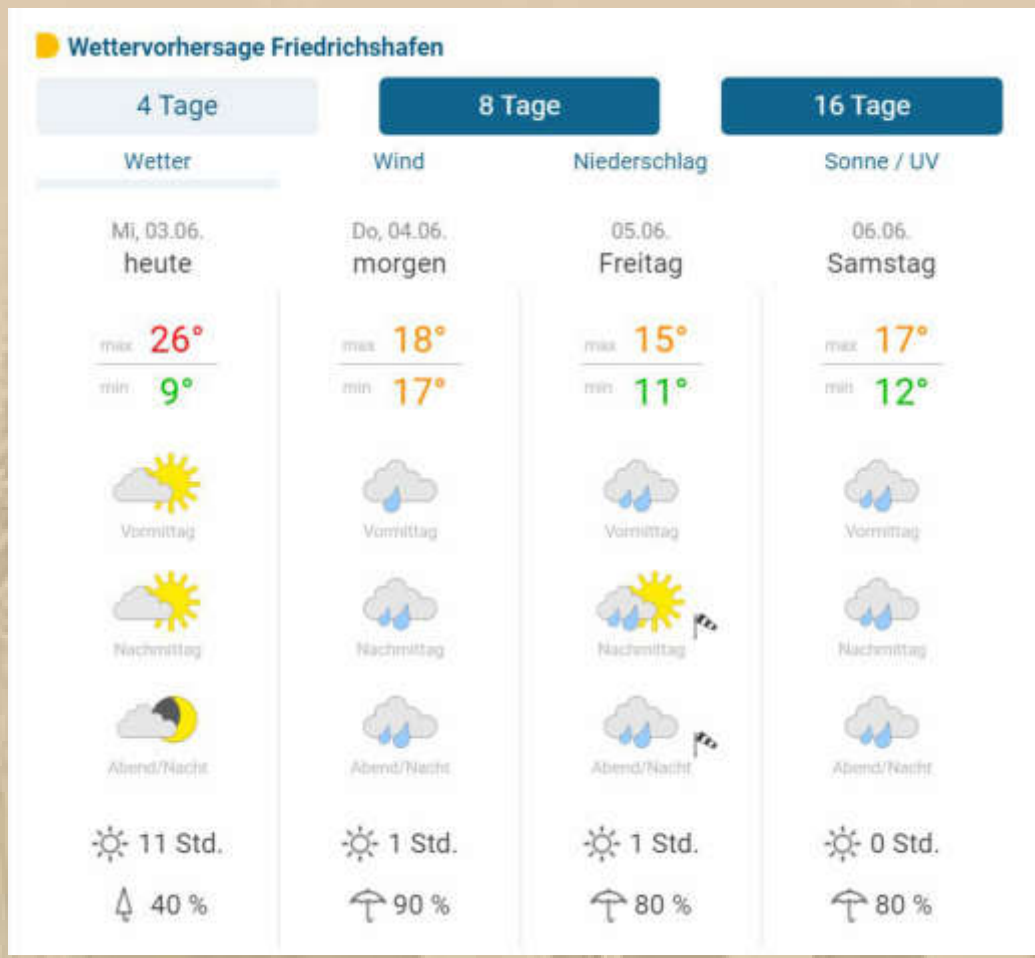 Wettervorhersage Friedrichshafen
4 Tage 8 Tage 16 Tage
Wetter Wind Niederschlag Sonne / UV
Mi, 03.06. Do, 04.06. 05.06. 06.06.
heute morgen Freitag Samstag
max 26° max 18° max 15° max 17°
min 9° min 17° min 11° min 12°
Vormittag Vormittag Vormittag Vormittag
Nachmittag Nachmittag Nachmittag Nachmittag
Abend/Nacht Abend/Nacht Abend/Nacht Abend/Nacht
11 Std. 1 Std. 1 Std. 0 Std.
40 % 90 % 80 % 80 %